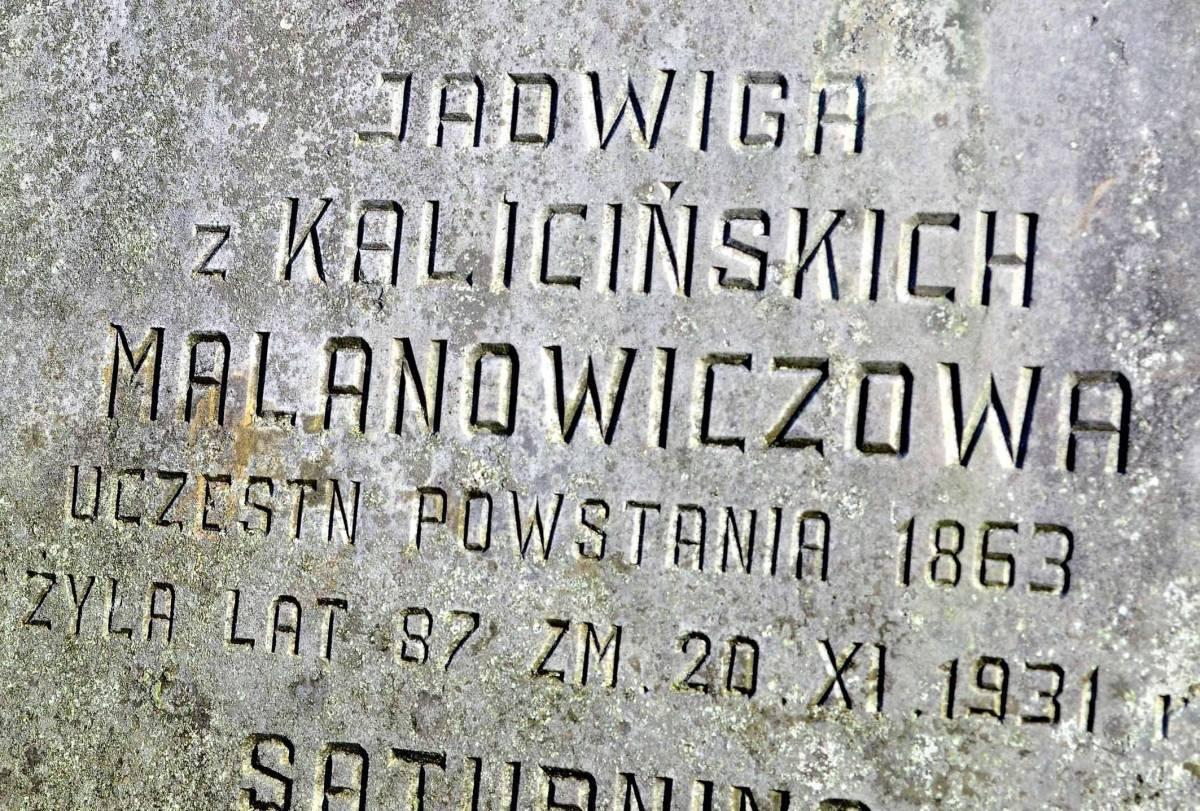 JADWIGA
z KALICIŃSKICH
MALANOWICZOWA
UCZESTN POWSTANIA 1863
ŻYŁA LAT 87 ZM. 20. XI. 1931 r